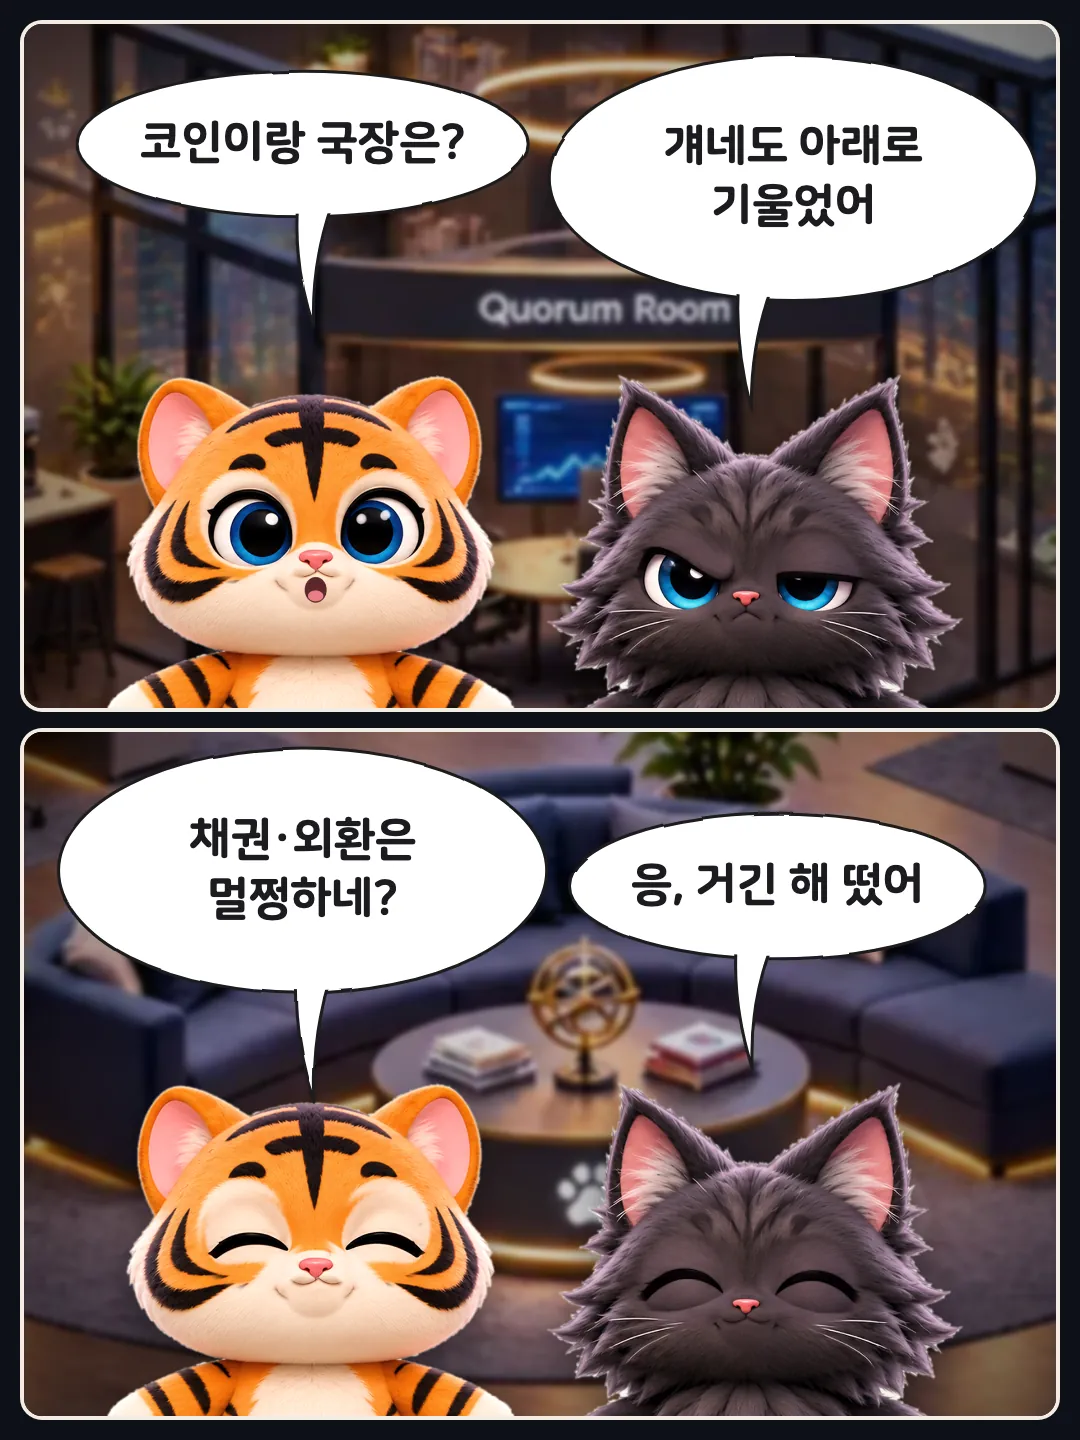 코인이랑 국장은?
걔네도 아래로
기울었어
Quorum Room
채권·외환은
멀쩡하네?
응, 거긴 해 떴어